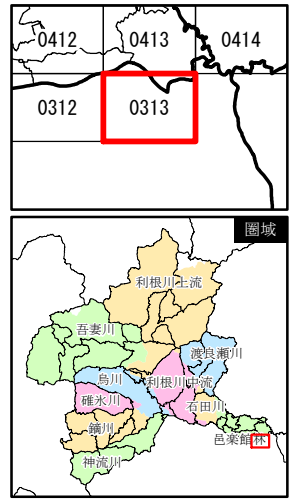 0412 0413 0414
0312 0313
圏域
利根川上流
吾妻川
渡良瀬川
烏川 利根川中流
碓氷川
石田川
鏑川
邑楽館林
神流川